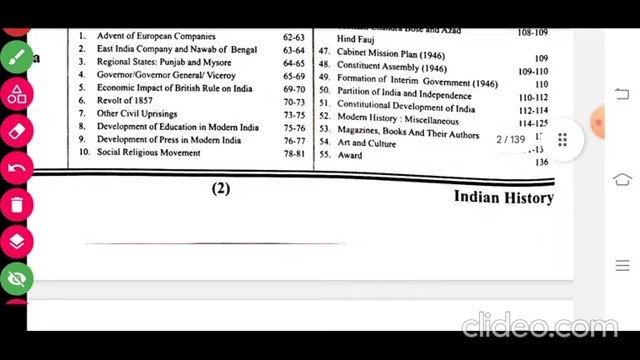 1. Advent of European Companies 62-63
2. East India Company and Nawab of Bengal 63-64
3. Regional States: Punjab and Mysore 64-65
4. Governor/Governor General/ Viceroy 65-69
5. Economic Impact of British Rule on India 69-70
6. Revolt of 1857 70-73
7. Other Civil Uprisings 73-75
8. Development of Education in Modern India 75-76
9. Development of Press in Modern India 76-77
10. Social Religious Movement 78-81
Bose and Azad 108-109
Hind Fauj
47. Cabinet Mission Plan (1946) 109
48. Constituent Assembly (1946) 109-110
49. Formation of Interim Government (1946) 110
50. Partition of India and Independence 110-112
51. Constitutional Development of India 112-114
52. Modern History : Miscellaneous 114-125
53. Magazines, Books and Their Authors
54. Art and Culture
55. Award 136
2 / 139
(2)
Indian History
clideo.com